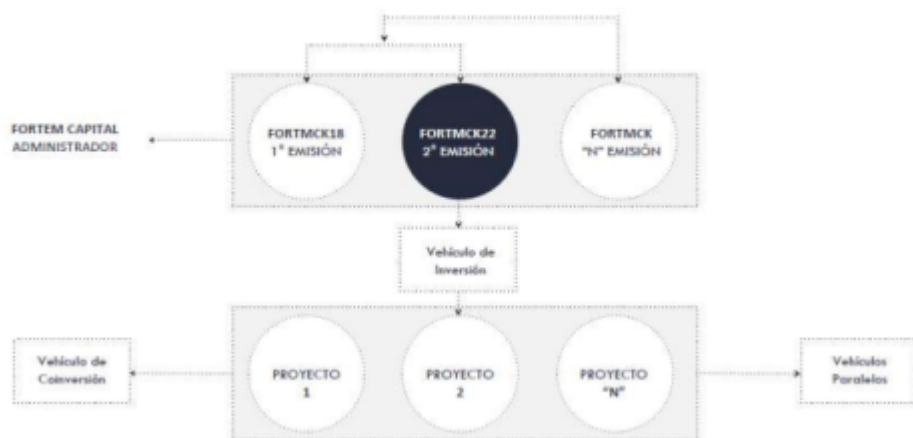 FORTEM CAPITAL
ADMINISTRADOR
FORTMCK18
1° EMISIÓN
FORTMCK22
2° EMISIÓN
FORTMCK
"N" EMISIÓN
Vehículo de
Inversión
Vehículo de
Coinversión
PROYECTO
1
PROYECTO
2
PROYECTO
"N"
Vehículos
Paralelos